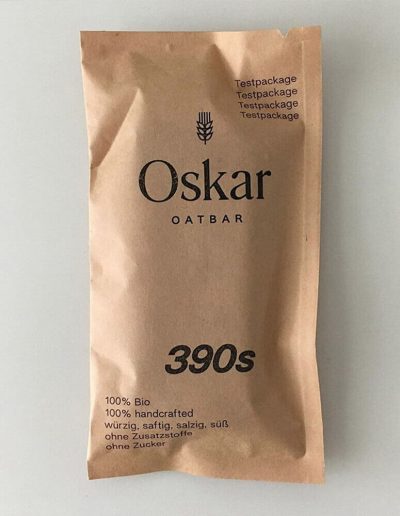 Testpackage
Testpackage
Testpackage
Testpackage
Oskar
OATBAR
390s
100% Bio
100% handcrafted
würzig, saftig, salzig, süß
ohne Zusatzstoffe
ohne Zucker